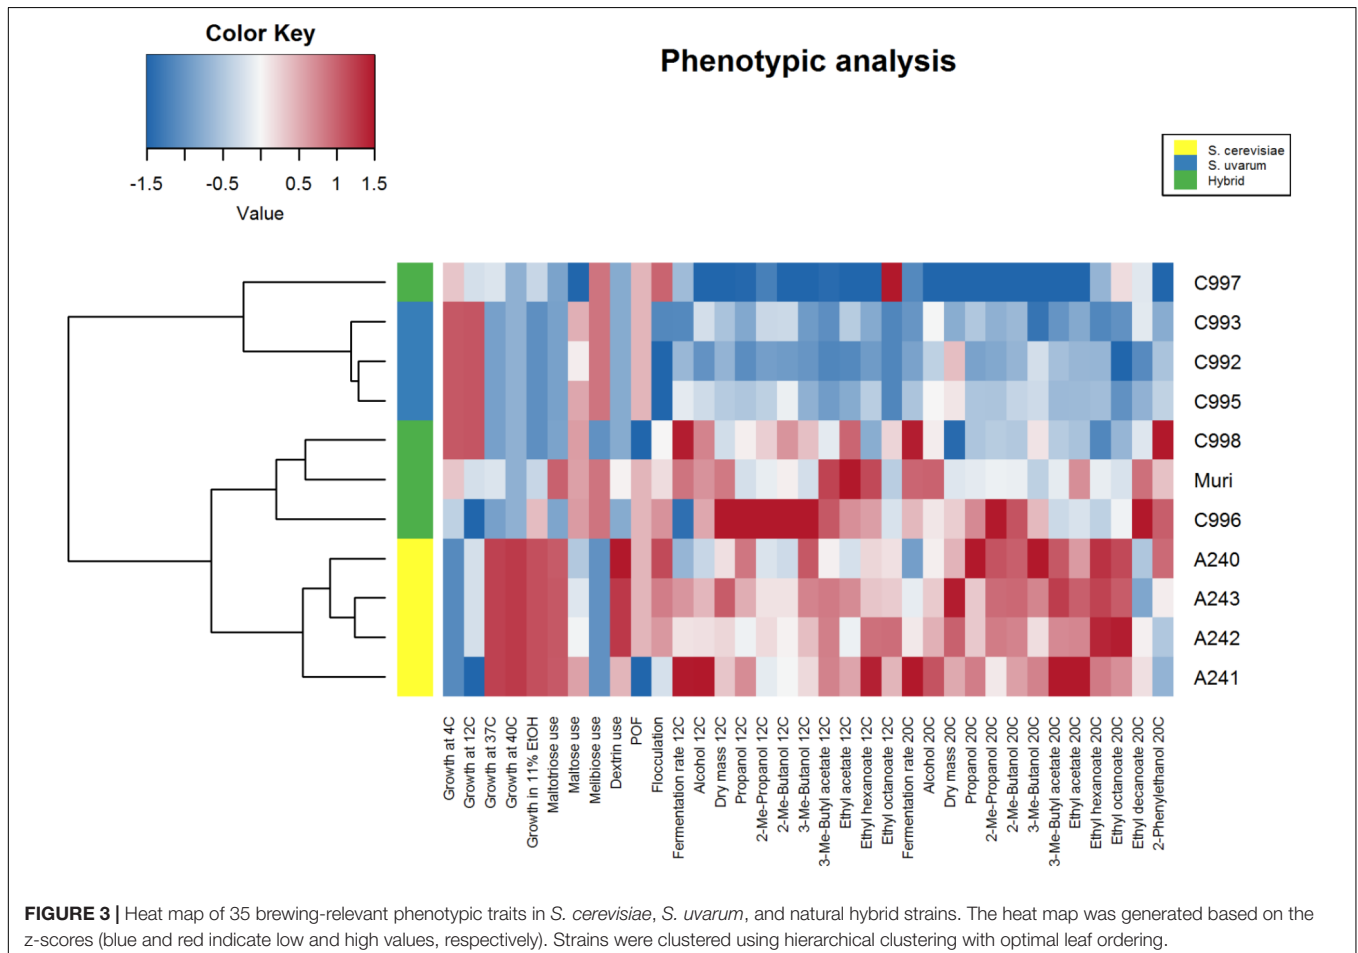 Color Key
Phenotypic analysis
-1.5 -0.5 0.5 1 1.5
Value
S. cerevisiae
S. uvarum
Hybrid
C997
C993
C992
C995
C998
Muri
C996
A240
A243
A242
A241
Growth at 4C
Growth at 12C
Growth at 37C
Growth at 40C
Growth in 11% EtOH
Maltotriose use
Maltose use
Melibiose use
Dextrin use
POF
Flocculation
Fermentation rate 12C
Alcohol 12C
Dry mass 12C
Propanol 12C
2-Me-Propanol 12C
2-Me-Butanol 12C
3-Me-Butanol 12C
3-Me-Butyl acetate 12C
Ethyl acetate 12C
Ethyl hexanoate 12C
Ethyl octanoate 12C
Fermentation rate 20C
Alcohol 20C
Dry mass 20C
Propanol 20C
2-Me-Propanol 20C
2-Me-Butanol 20C
3-Me-Butanol 20C
3-Me-Butyl acetate 20C
Ethyl acetate 20C
Ethyl hexanoate 20C
Ethyl octanoate 20C
Ethyl decanoate 20C
2-Phenylethanol 20C
FIGURE 3 | Heat map of 35 brewing-relevant phenotypic traits in S. cerevisiae, S. uvarum, and natural hybrid strains. The heat map was generated based on the
z-scores (blue and red indicate low and high values, respectively). Strains were clustered using hierarchical clustering with optimal leaf ordering.